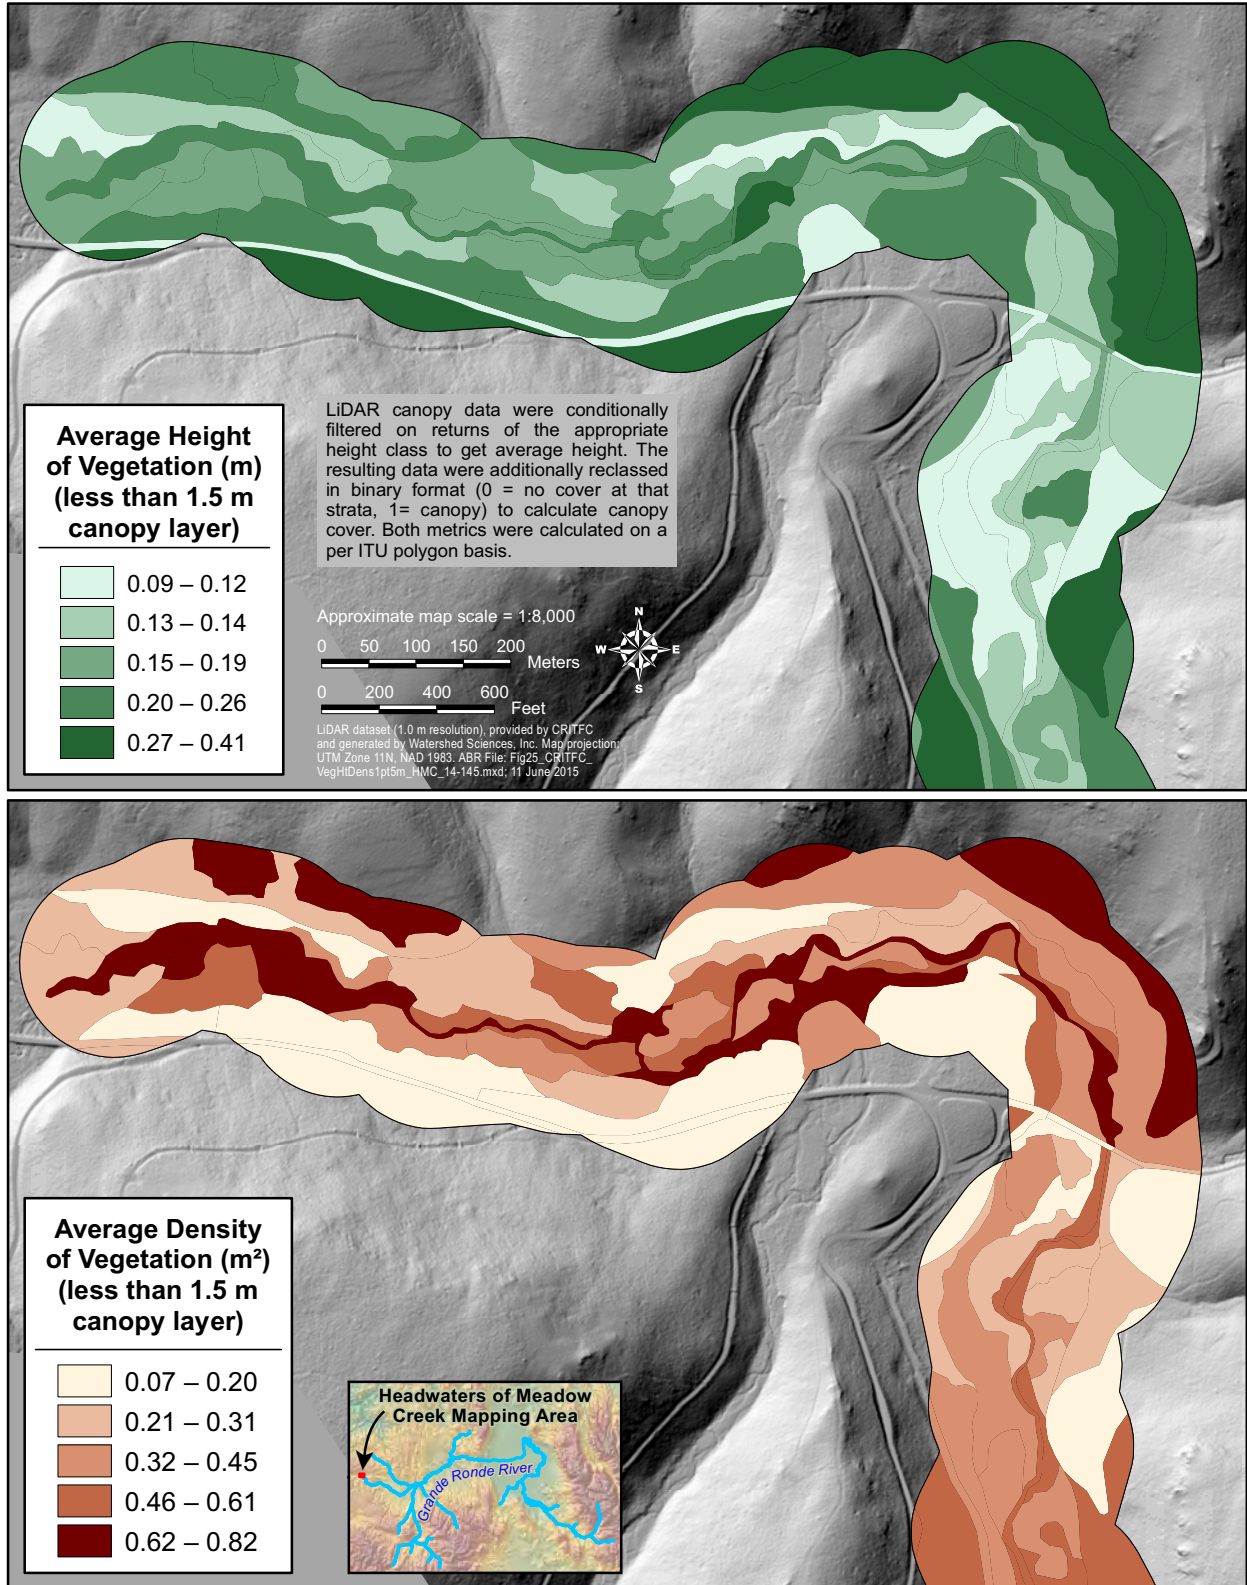 Average Height
of Vegetation (m)
(less than 1.5 m
canopy layer)
0.09 – 0.12
0.13 – 0.14
0.15 – 0.19
0.20 – 0.26
0.27 – 0.41
LiDAR canopy data were conditionally
filtered on returns of the appropriate
height class to get average height. The
resulting data were additionally reclassed
in binary format (0 = no cover at that
strata, 1= canopy) to calculate canopy
cover. Both metrics were calculated on a
per ITU polygon basis.
Approximate map scale = 1:8,000
0 50 100 150 200
Meters
0 200 400 600
Feet
N
W E
S
LiDAR dataset (1.0 m resolution), provided by CRITFC
and generated by Watershed Sciences, Inc. Map projection:
UTM Zone 11N, NAD 1983. ABR File: Fig25_CRITFC_
VegHtDens1pt5m_HMC_14-145.mxd; 11 June 2015
Average Density
of Vegetation (m²)
(less than 1.5 m
canopy layer)
0.07 – 0.20
0.21 – 0.31
0.32 – 0.45
0.46 – 0.61
0.62 – 0.82
Headwaters of Meadow
Creek Mapping Area
Grande Ronde River